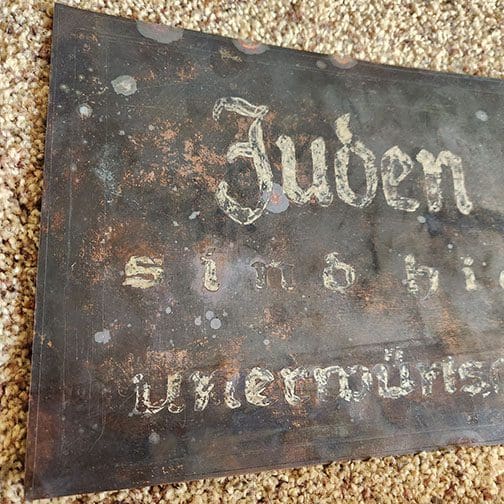 Juden
sind hie
unerwünsc